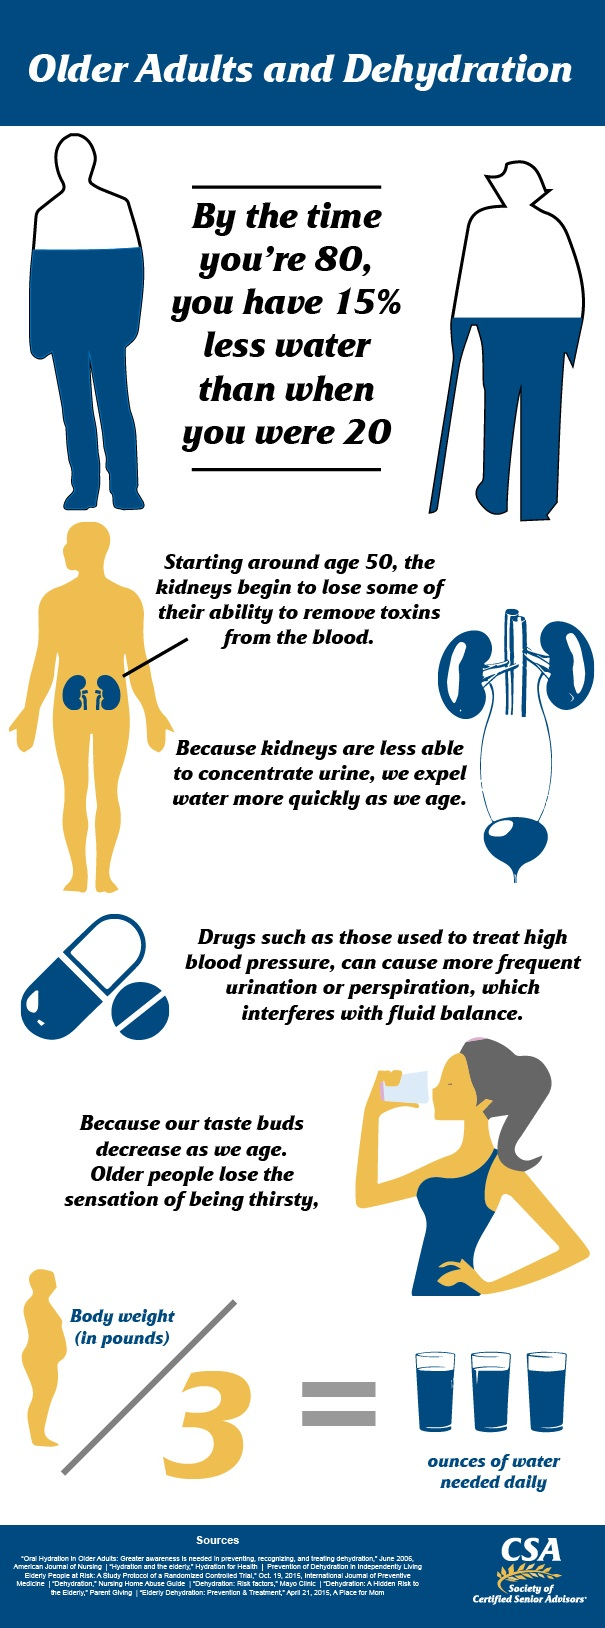 Older Adults and Dehydration
By the time
you're 80,
you have 15%
less water
than when
you were 20
Starting around age 50, the
kidneys begin to lose some of
their ability to remove toxins
from the blood.
Because kidneys are less able
to concentrate urine, we expel
water more quickly as we age.
Drugs such as those used to treat high
blood pressure, can cause more frequent
urination or perspiration, which
interferes with fluid balance.
Because our taste buds
decrease as we age.
Older people lose the
sensation of being thirsty,
Body weight
(in pounds)
3
=
ounces of water
needed daily
Sources
"Oral Hydration in Older Adults: Greater awareness is needed in preventing, recognizing, and treating dehydration," June 2006,
American Journal of Nursing | "Hydration and the elderly," Hydration for Health | Prevention of Dehydration in Independently Living
Elderly People at Risk: A Study Protocol of a Randomized Controlled Trial," Oct. 19, 2015, International Journal of Preventive
Medicine | "Dehydration," Nursing Home Abuse Guide | "Dehydration: Risk factors," Mayo Clinic | "Dehydration: A Hidden Risk to
the Elderly," Parent Giving | "Elderly Dehydration: Prevention & Treatment," April 21, 2015, A Place for Mom
CSA
Society of
Certified Senior Advisors